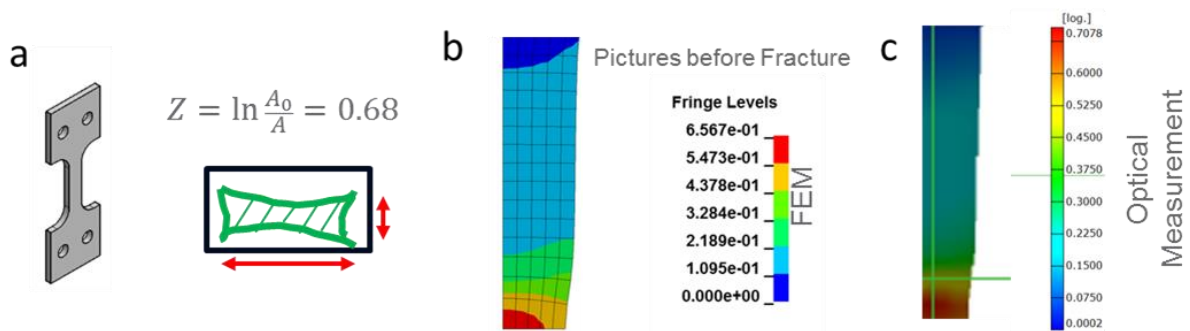 a
Z = ln A₀/A = 0.68
b
Pictures before Fracture
Fringe Levels
6.567e-01
5.473e-01
4.378e-01
3.284e-01
2.189e-01
1.095e-01
0.000e+00
FEM
c
[log.]
0.7078
0.6000
0.5250
0.4500
0.3750
0.3000
0.2250
0.1500
0.0750
0.0002
Optical
Measurement